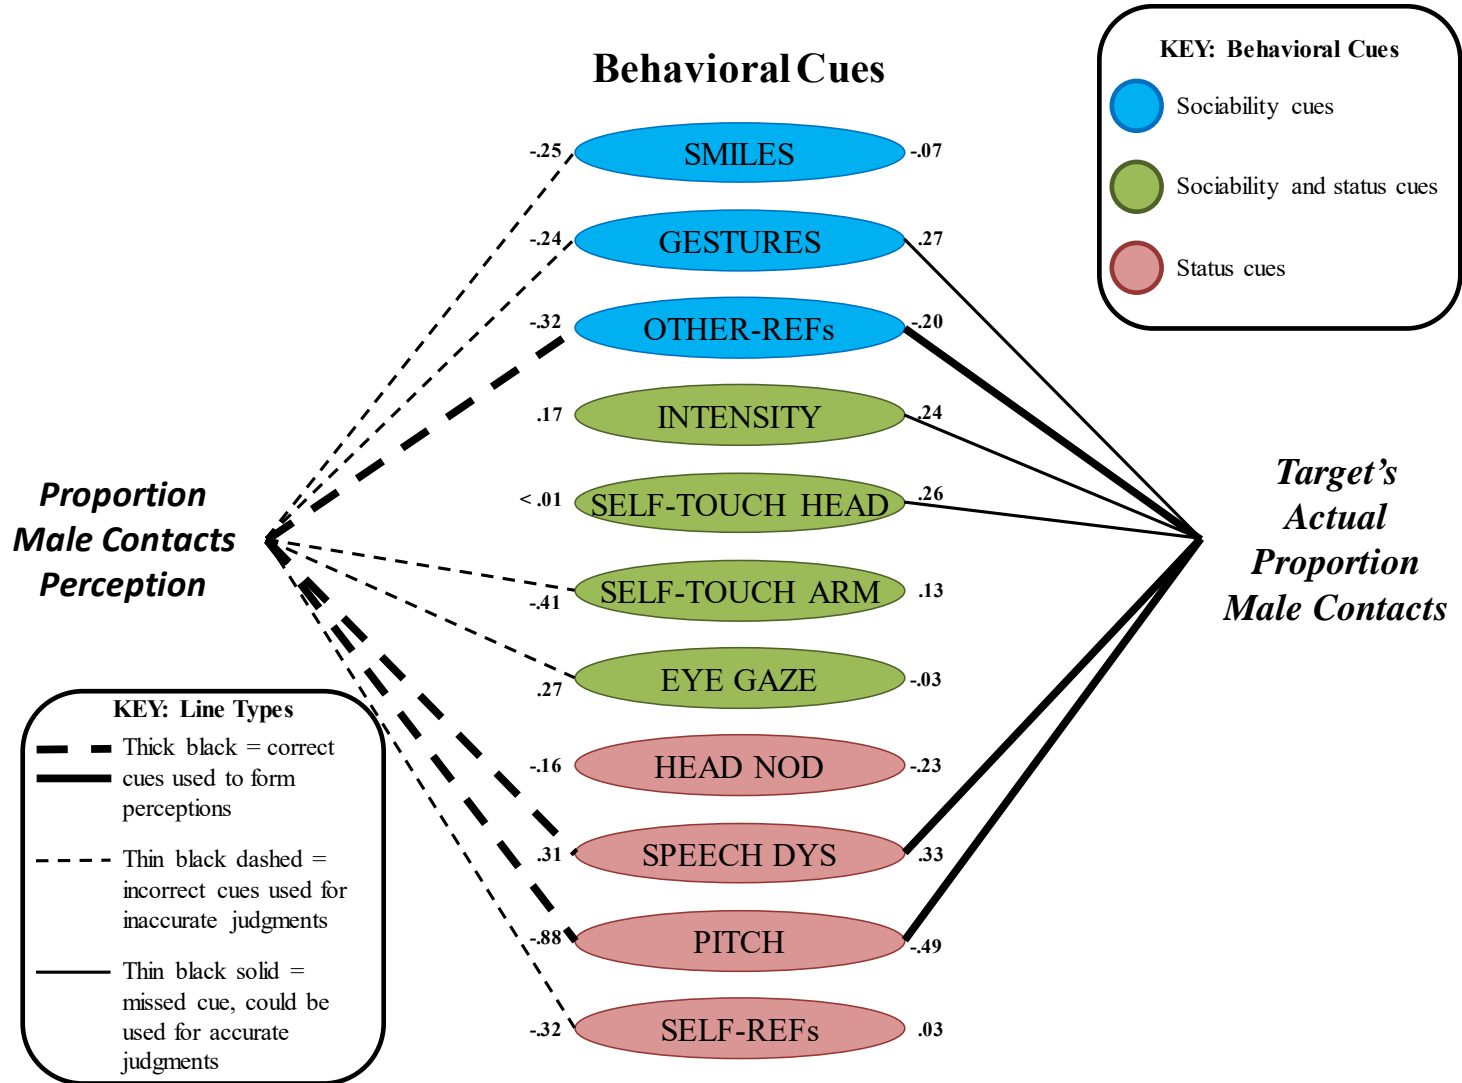 Behavioral Cues
KEY: Behavioral Cues
Sociability cues
Sociability and status cues
Status cues
-.25 SMILES -.07
-.24 GESTURES .27
-.32 OTHER-REFs -.20
.17 INTENSITY .24
< .01 SELF-TOUCH HEAD .26
-.41 SELF-TOUCH ARM .13
.27 EYE GAZE -.03
-.16 HEAD NOD -.23
.31 SPEECH DYS .33
-.88 PITCH -.49
-.32 SELF-REFs .03
Proportion
Male Contacts
Perception
Target's
Actual
Proportion
Male Contacts
KEY: Line Types
Thick black = correct
cues used to form
perceptions
Thin black dashed =
incorrect cues used for
inaccurate judgments
Thin black solid =
missed cue, could be
used for accurate
judgments